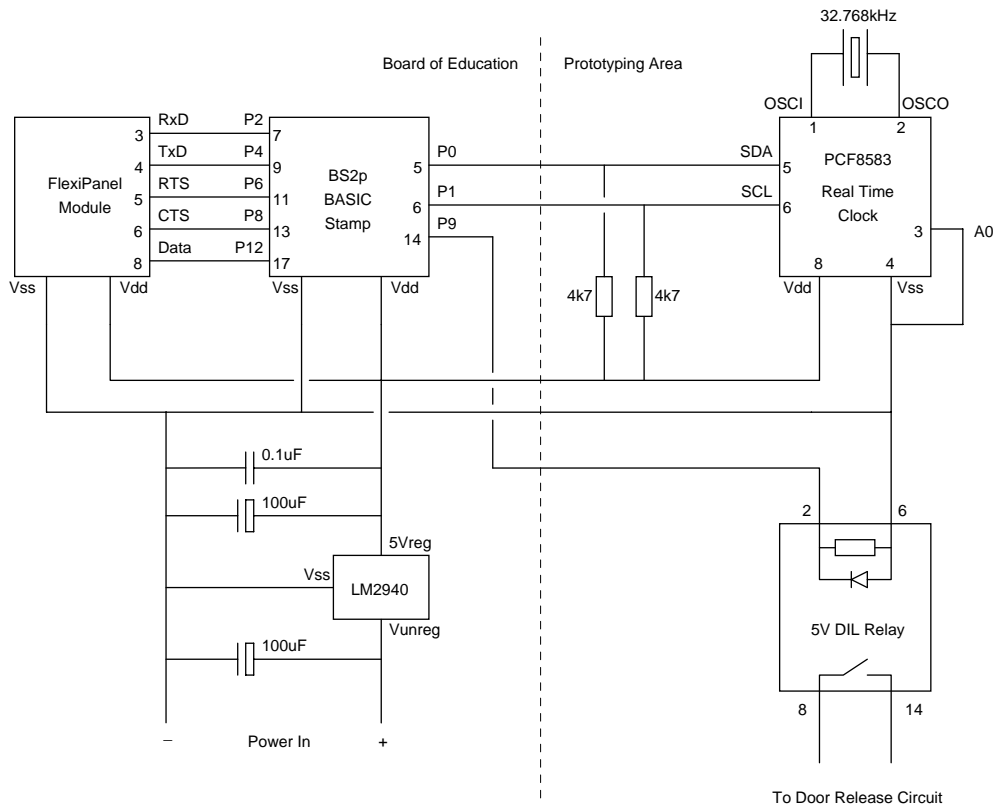 32.768kHz
Board of Education
Prototyping Area
OSCI
OSCO
1
2
FlexiPanel
Module
3
4
5
6
8
RxD
TxD
RTS
CTS
Data
P2
P4
P6
P8
P12
7
9
11
13
17
BS2p
BASIC
Stamp
5
6
14
P0
P1
P9
SDA
SCL
5
6
PCF8583
Real Time
Clock
3
A0
8
4
Vss
Vdd
Vss
Vdd
Vdd
Vss
4k7
4k7
0.1uF
100uF
5Vreg
Vss
LM2940
Vunreg
100uF
2
6
5V DIL Relay
8
14
–
Power In
+
To Door Release Circuit